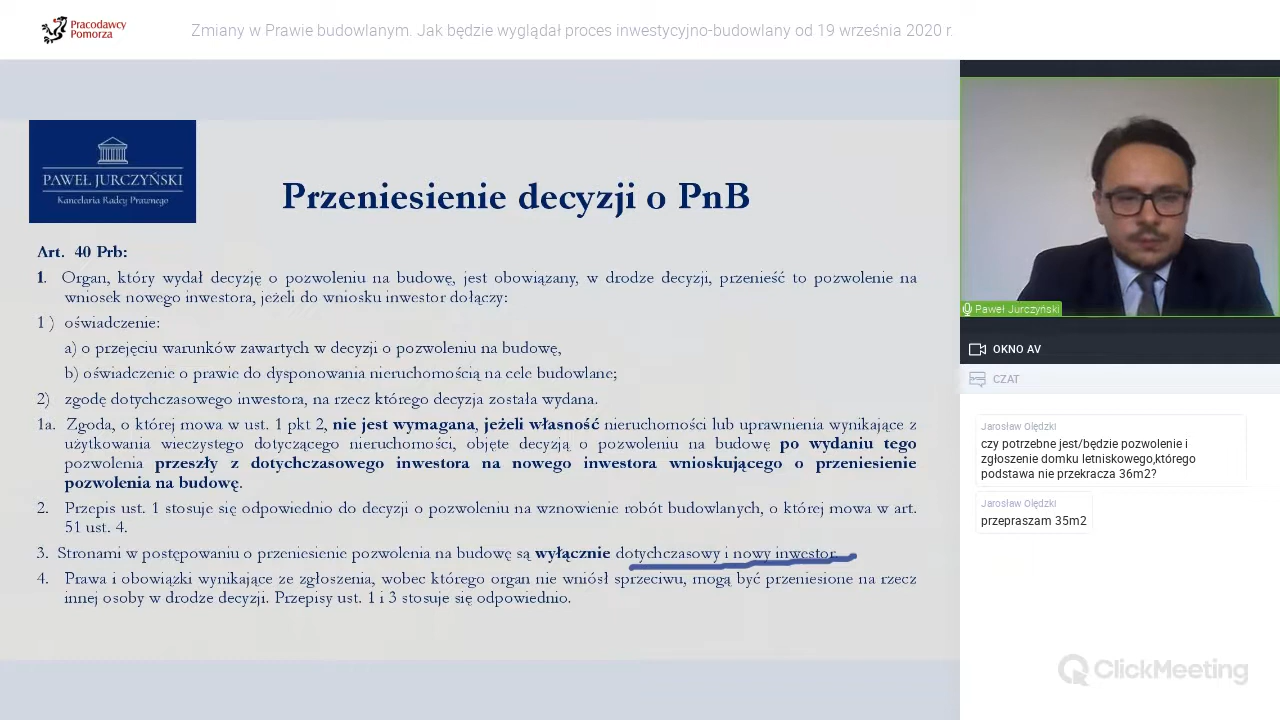 Pracodawcy
Pomorza
Zmiany w Prawie budowlanym. Jak będzie wyglądał proces inwestycyjno-budowlany od 19 września 2020 r.
PAWEŁ JURCZYŃSKI
Kancelaria Radcy Prawnego
Przeniesienie decyzji o PnB
Art. 40 Prb:
1. Organ, który wydał decyzję o pozwoleniu na budowę, jest obowiązany, w drodze decyzji, przenieść to pozwolenie na
wniosek nowego inwestora, jeżeli do wniosku inwestor dołączy:
1 ) oświadczenie:
a) o przejęciu warunków zawartych w decyzji o pozwoleniu na budowę,
b) oświadczenie o prawie do dysponowania nieruchomością na cele budowlane;
2) zgodę dotychczasowego inwestora, na rzecz którego decyzja została wydana.
1a. Zgoda, o której mowa w ust. 1 pkt 2, nie jest wymagana, jeżeli własność nieruchomości lub uprawnienia wynikające z
użytkowania wieczystego dotyczącego nieruchomości, objęte decyzją o pozwoleniu na budowę po wydaniu tego
pozwolenia przeszły z dotychczasowego inwestora na nowego inwestora wnioskującego o przeniesienie
pozwolenia na budowę.
2. Przepis ust. 1 stosuje się odpowiednio do decyzji o pozwoleniu na wznowienie robót budowlanych, o której mowa w art.
51 ust. 4.
3. Stronami w postępowaniu o przeniesienie pozwolenia na budowę są wyłącznie dotychczasowy i nowy inwestor.
4. Prawa i obowiązki wynikające ze zgłoszenia, wobec którego organ nie wniósł sprzeciwu, mogą być przeniesione na rzecz
innej osoby w drodze decyzji. Przepisy ust. 1 i 3 stosuje się odpowiednio.
Paweł Jurczyński
OKNO AV
CZAT
Jarosław Olędzki
czy potrzebne jest/będzie pozwolenie i
zgłoszenie domku letniskowego,którego
podstawa nie przekracza 36m2?
Jarosław Olędzki
przepraszam 35m2
ClickMeeting